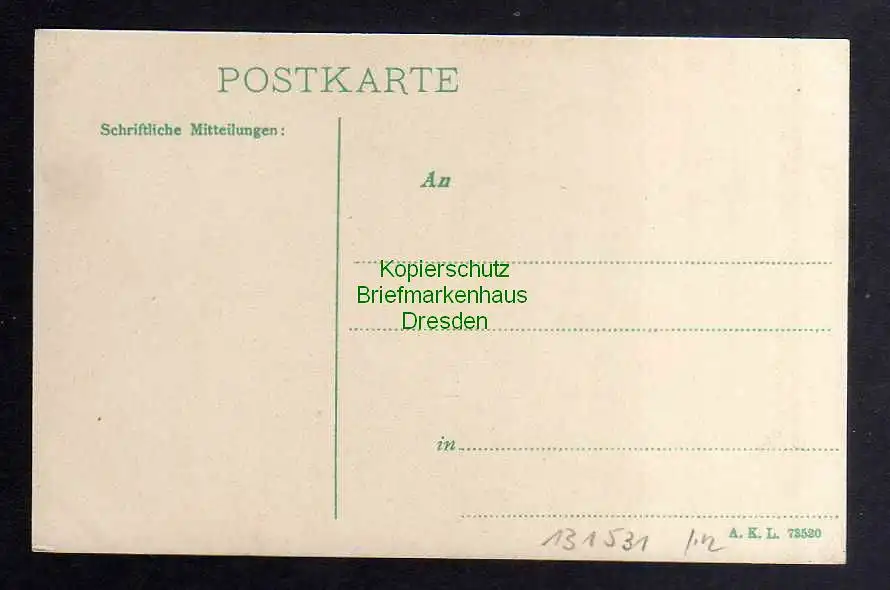 POSTKARTE
Schriftliche Mitteilungen:
An
Kopierschutz
Briefmarkenhaus
Dresden
in
131531
A. K. L. 73520